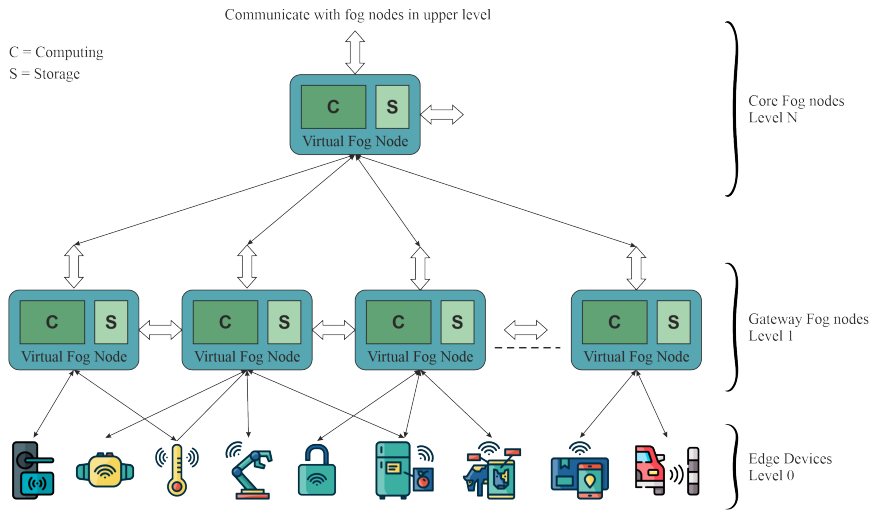 Communicate with fog nodes in upper level
C = Computing
S = Storage
C S
Virtual Fog Node
Core Fog nodes
Level N
C S
Virtual Fog Node
C S
Virtual Fog Node
C S
Virtual Fog Node
C S
Virtual Fog Node
Gateway Fog nodes
Level 1
Edge Devices
Level 0